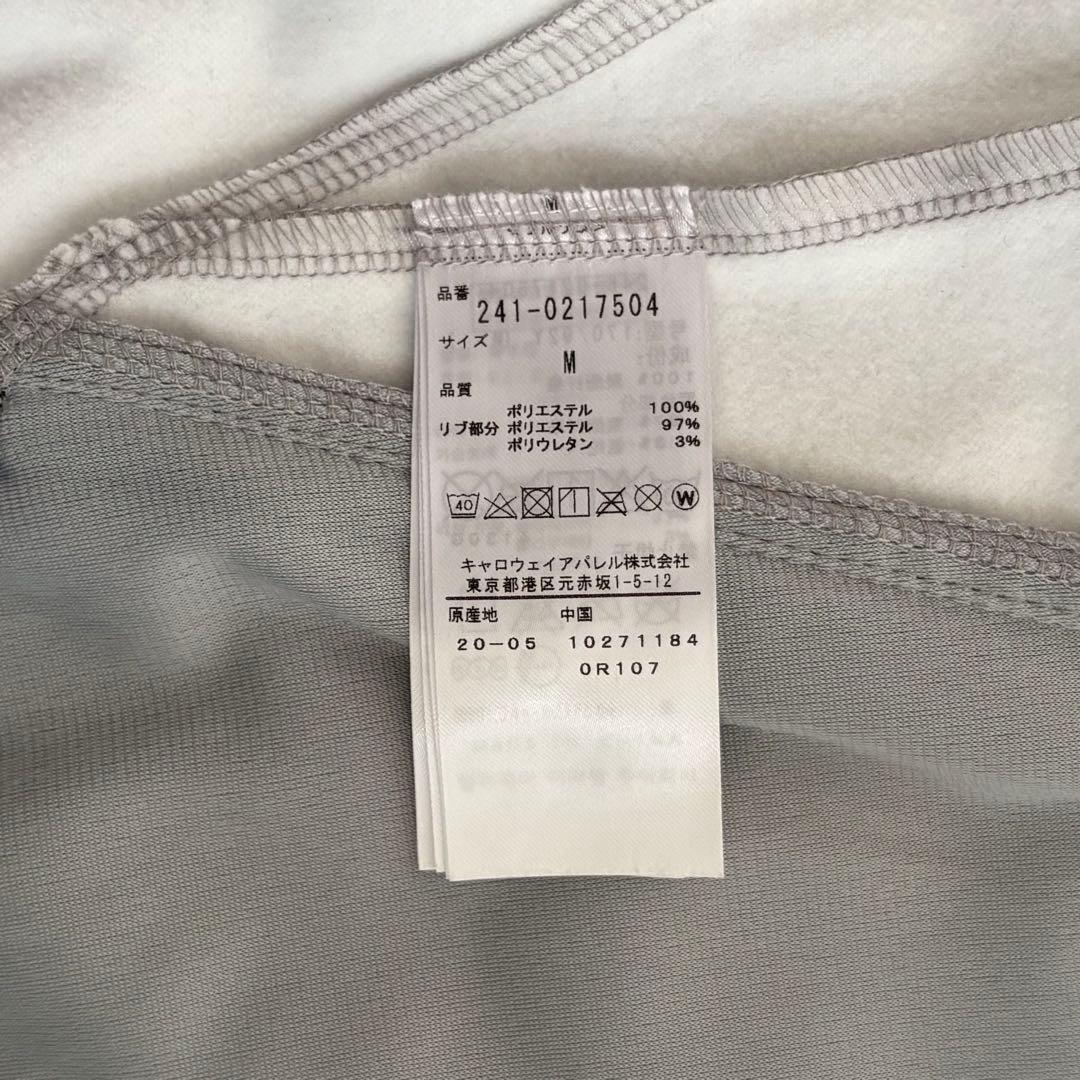 M
品番
241-0217504
サイズ
M
品質
ポリエステル 100%
リブ部分 ポリエステル 97%
ポリウレタン 3%
40 W
キャロウェイアパレル株式会社
東京都港区元赤坂1-5-12
原産地 中国
20-05 10271184
0R107